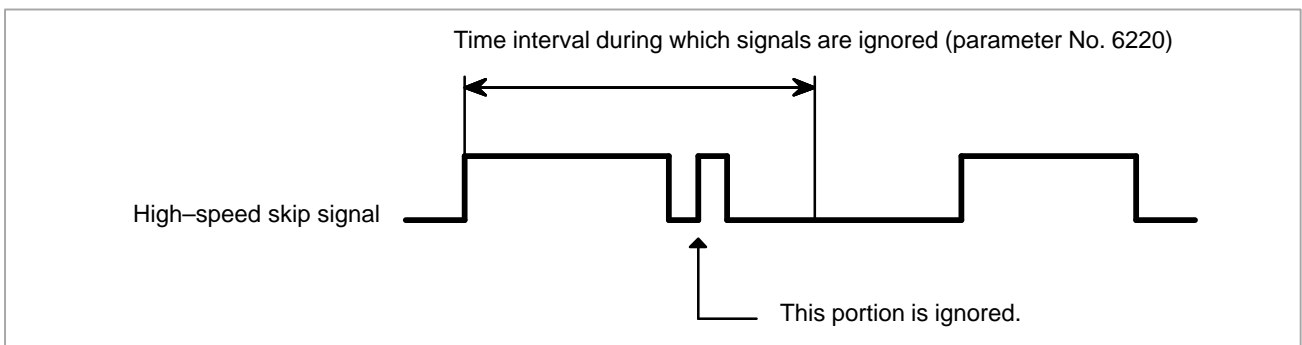 Time interval during which signals are ignored (parameter No. 6220)
High–speed skip signal
This portion is ignored.